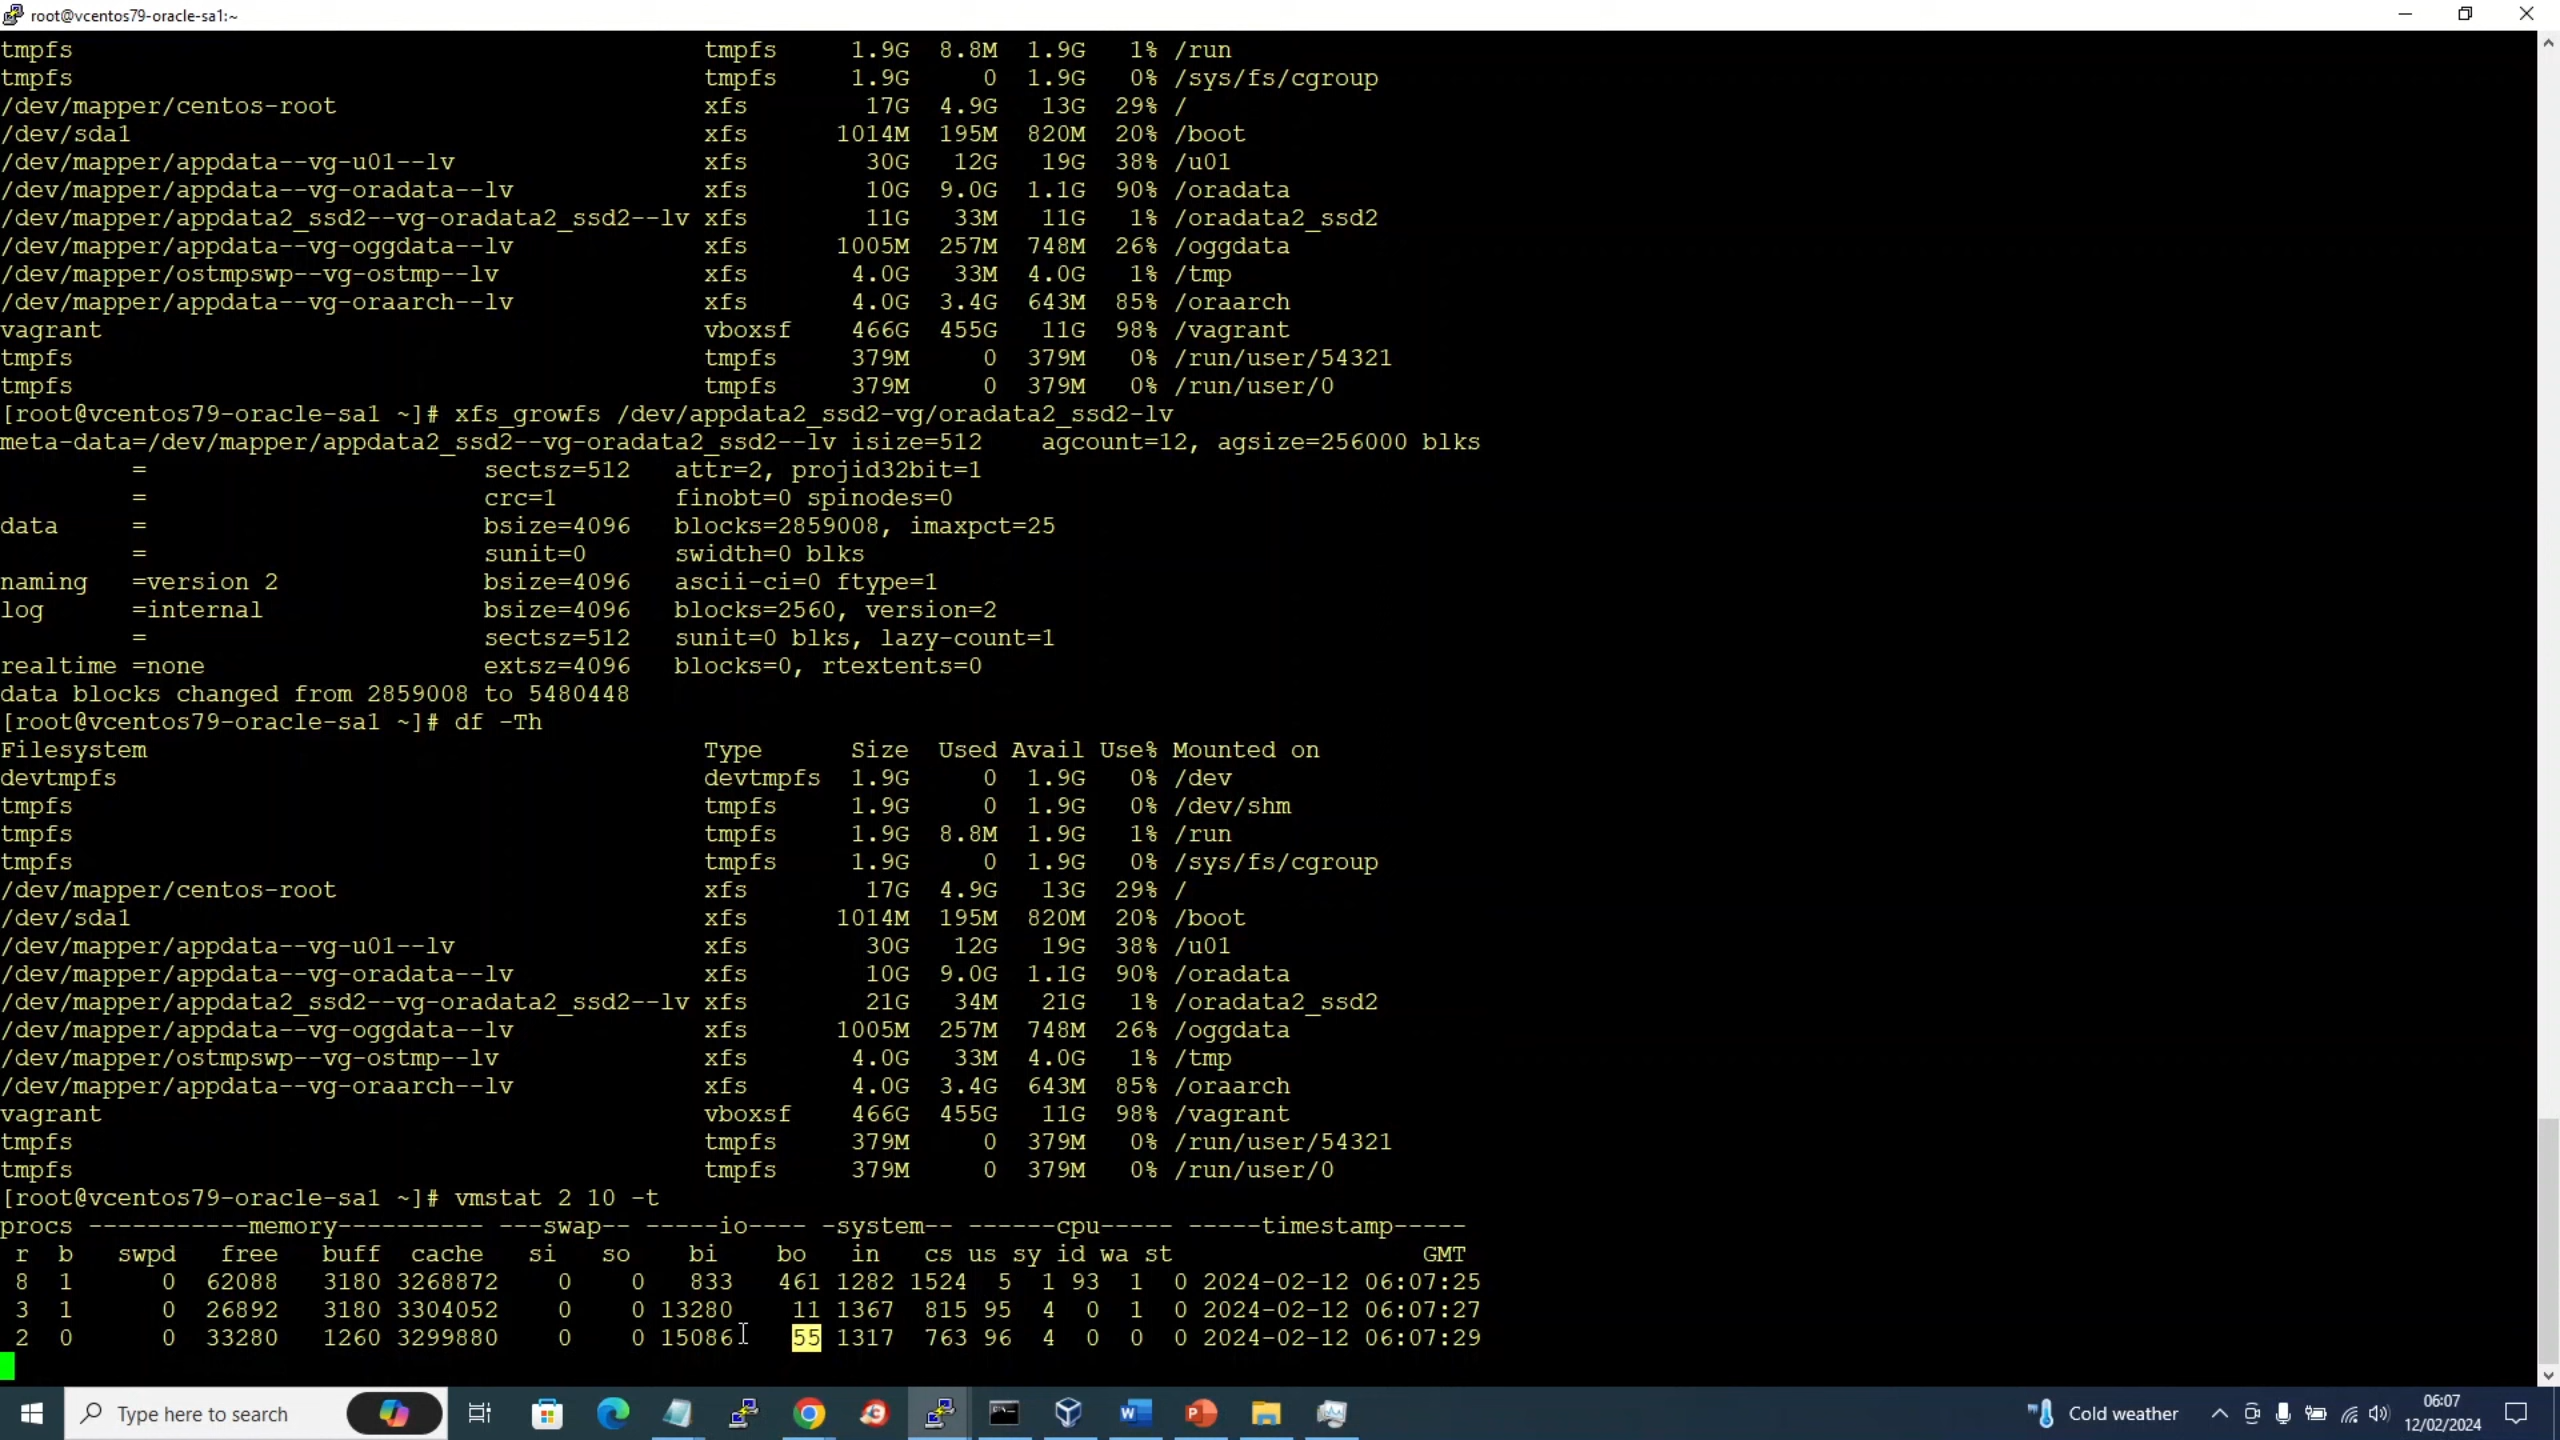 root@vcentos79-oracle-sa1:~
tmpfs tmpfs 1.9G 8.8M 1.9G 1% /run
tmpfs tmpfs 1.9G 0 1.9G 0% /sys/fs/cgroup
/dev/mapper/centos-root xfs 17G 4.9G 13G 29% /
/dev/sda1 xfs 1014M 195M 820M 20% /boot
/dev/mapper/appdata--vg-u01--lv xfs 30G 12G 19G 38% /u01
/dev/mapper/appdata--vg-oradata--lv xfs 10G 9.0G 1.1G 90% /oradata
/dev/mapper/appdata2_ssd2--vg-oradata2_ssd2--lv xfs 11G 33M 11G 1% /oradata2_ssd2
/dev/mapper/appdata--vg-oggdata--lv xfs 1005M 257M 748M 26% /oggdata
/dev/mapper/ostmpswp--vg-ostmp--lv xfs 4.0G 33M 4.0G 1% /tmp
/dev/mapper/appdata--vg-oraarch--lv xfs 4.0G 3.4G 643M 85% /oraarch
vagrant vboxsf 466G 455G 11G 98% /vagrant
tmpfs tmpfs 379M 0 379M 0% /run/user/54321
tmpfs tmpfs 379M 0 379M 0% /run/user/0
[root@vcentos79-oracle-sa1 ~]# xfs_growfs /dev/appdata2_ssd2-vg/oradata2_ssd2-lv
meta-data=/dev/mapper/appdata2_ssd2--vg-oradata2_ssd2--lv isize=512 agcount=12, agsize=256000 blks
= sectsz=512 attr=2, projid32bit=1
= crc=1 finobt=0 spinodes=0
data = bsize=4096 blocks=2859008, imaxpct=25
= sunit=0 swidth=0 blks
naming =version 2 bsize=4096 ascii-ci=0 ftype=1
log =internal bsize=4096 blocks=2560, version=2
= sectsz=512 sunit=0 blks, lazy-count=1
realtime =none extsz=4096 blocks=0, rtextents=0
data blocks changed from 2859008 to 5480448
[root@vcentos79-oracle-sa1 ~]# df -Th
Filesystem Type Size Used Avail Use% Mounted on
devtmpfs devtmpfs 1.9G 0 1.9G 0% /dev
tmpfs tmpfs 1.9G 0 1.9G 0% /dev/shm
tmpfs tmpfs 1.9G 8.8M 1.9G 1% /run
tmpfs tmpfs 1.9G 0 1.9G 0% /sys/fs/cgroup
/dev/mapper/centos-root xfs 17G 4.9G 13G 29% /
/dev/sda1 xfs 1014M 195M 820M 20% /boot
/dev/mapper/appdata--vg-u01--lv xfs 30G 12G 19G 38% /u01
/dev/mapper/appdata--vg-oradata--lv xfs 10G 9.0G 1.1G 90% /oradata
/dev/mapper/appdata2_ssd2--vg-oradata2_ssd2--lv xfs 21G 34M 21G 1% /oradata2_ssd2
/dev/mapper/appdata--vg-oggdata--lv xfs 1005M 257M 748M 26% /oggdata
/dev/mapper/ostmpswp--vg-ostmp--lv xfs 4.0G 33M 4.0G 1% /tmp
/dev/mapper/appdata--vg-oraarch--lv xfs 4.0G 3.4G 643M 85% /oraarch
vagrant vboxsf 466G 455G 11G 98% /vagrant
tmpfs tmpfs 379M 0 379M 0% /run/user/54321
tmpfs tmpfs 379M 0 379M 0% /run/user/0
[root@vcentos79-oracle-sa1 ~]# vmstat 2 10 -t
procs -----------memory---------- ---swap-- -----io---- -system-- ------cpu----- -----timestamp-----
r b swpd free buff cache si so bi bo in cs us sy id wa st GMT
8 1 0 62088 3180 3268872 0 0 833 461 1282 1524 5 1 93 1 0 2024-02-12 06:07:25
3 1 0 26892 3180 3304052 0 0 13280 11 1367 815 95 4 0 1 0 2024-02-12 06:07:27
2 0 0 33280 1260 3299880 0 0 15086 55 1317 763 96 4 0 0 0 2024-02-12 06:07:29
Type here to search
Cold weather
06:07
12/02/2024